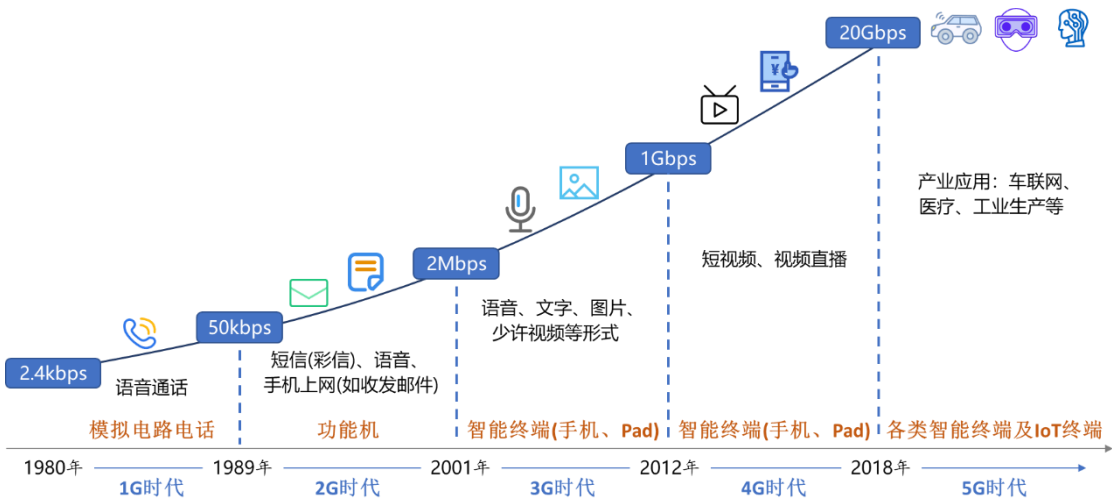 20Gbps
1Gbps
产业应用：车联网、
医疗、工业生产等
2Mbps
短视频、视频直播
50kbps
语音、文字、图片、
少许视频等形式
2.4kbps
语音通话
短信(彩信)、语音、
手机上网(如收发邮件)
模拟电路电话
功能机
智能终端(手机、Pad)
智能终端(手机、Pad)
各类智能终端及IoT终端
1980年
1989年
2001年
2012年
2018年
1G时代
2G时代
3G时代
4G时代
5G时代
¥